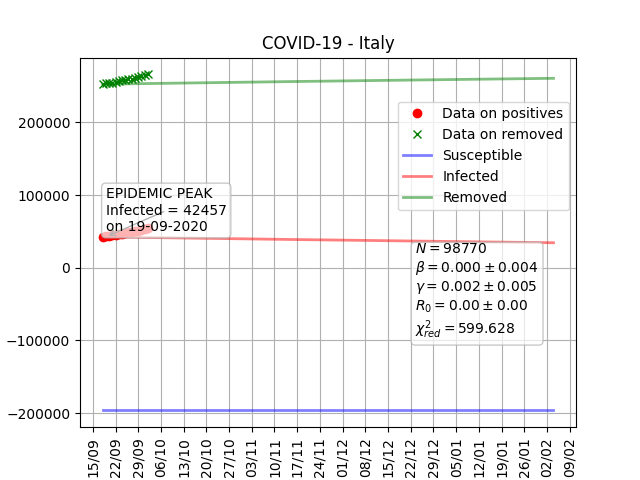 COVID-19 - Italy
200000
100000
0
−100000
−200000
Data on positives
Data on removed
Susceptible
Infected
Removed
EPIDEMIC PEAK
Infected = 42457
on 19-09-2020
N = 98770
β = 0.000 ± 0.004
γ = 0.002 ± 0.005
R₀ = 0.00 ± 0.00
χ²red = 599.628
15/09
22/09
29/09
06/10
13/10
20/10
27/10
03/11
10/11
17/11
24/11
01/12
08/12
15/12
22/12
29/12
05/01
12/01
19/01
26/01
02/02
09/02